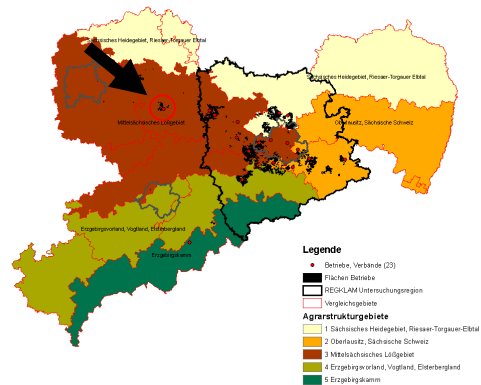 Sächsisches Heidegebiet, Riesaer-Torgauer Elbtal
Sächsisches Heidegebiet, Riesaer-Torgauer Elbtal
Mittelsächsisches Lößgebiet
Oberlausitz, Sächsische Schweiz
Erzgebirgsvorland, Vogtland, Elsterbergland
Erzgebirgskamm
Legende
Betriebe, Verbände (23)
Flächen Betriebe
REGKLAM Untersuchungsregion
Vergleichsgebiete
Agrarstrukturgebiete
1 Sächsisches Heidegebiet, Riesaer-Torgauer-Elbtal
2 Oberlausitz, Sächsische Schweiz
3 Mittelsächsisches Lößgebiet
4 Erzgebirgsvorland, Vogtland, Elsterbergland
5 Erzgebirgskamm